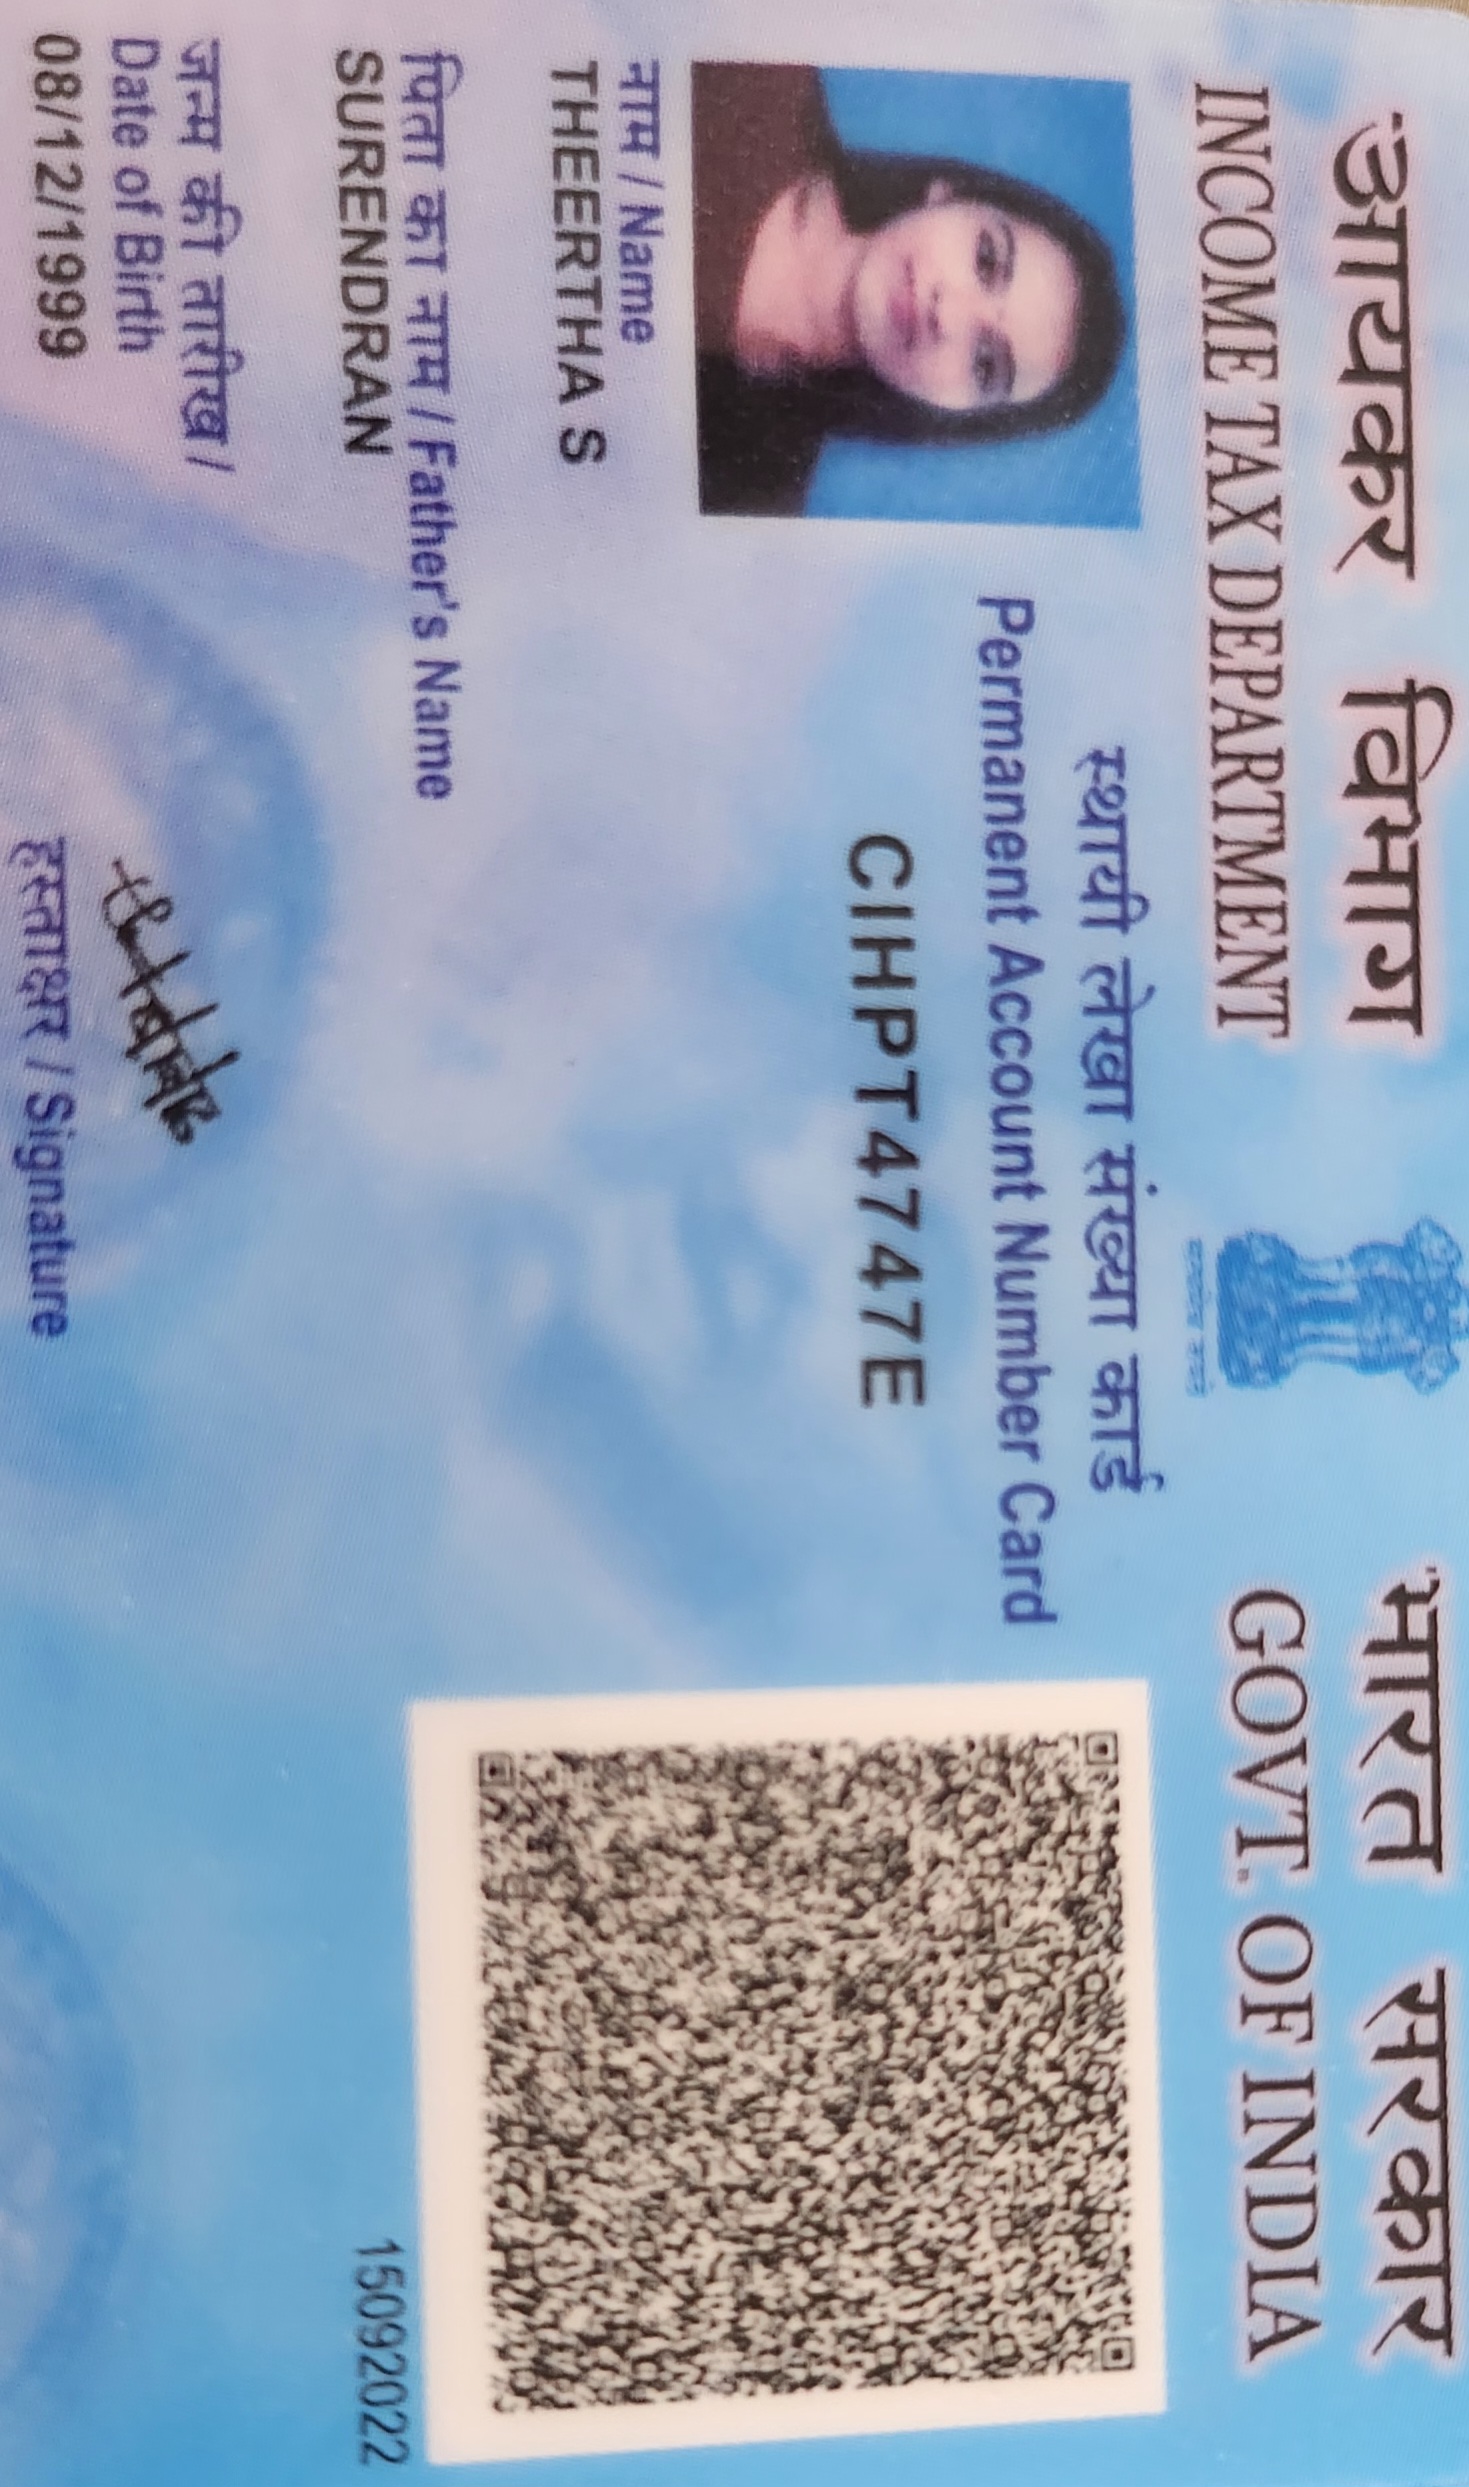 आयकर विभाग
INCOME TAX DEPARTMENT
भारत सरकार
GOVT. OF INDIA
सत्यमेव जयते
स्थायी लेखा संख्या कार्ड
Permanent Account Number Card
CIHPT4747E
नाम / Name
THEERTHA S
पिता का नाम / Father's Name
SURENDRAN
15092022
जन्म की तारीख /
Date of Birth
08/12/1999
हस्ताक्षर / Signature